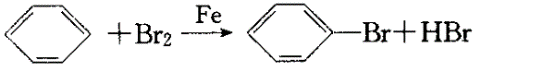 +Br₂ Fe → —Br+HBr